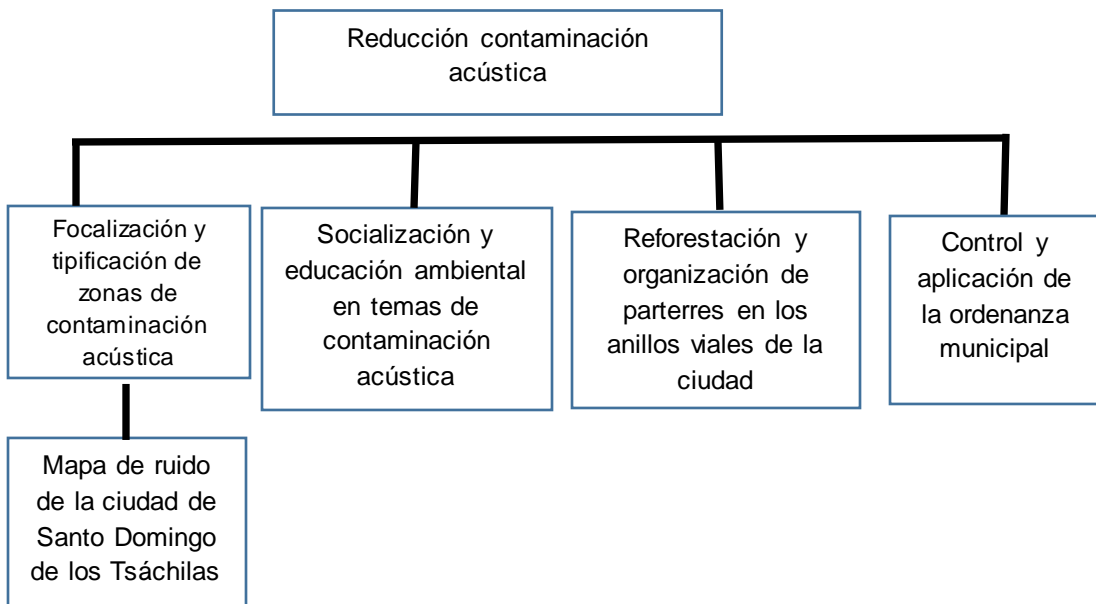 Reducción contaminación
acústica
Focalización y
tipificación de
zonas de
contaminación
acústica
Socialización y
educación ambiental
en temas de
contaminación
acústica
Reforestación y
organización de
parterres en los
anillos viales de la
ciudad
Control y
aplicación de
la ordenanza
municipal
Mapa de ruido
de la ciudad de
Santo Domingo
de los Tsáchilas